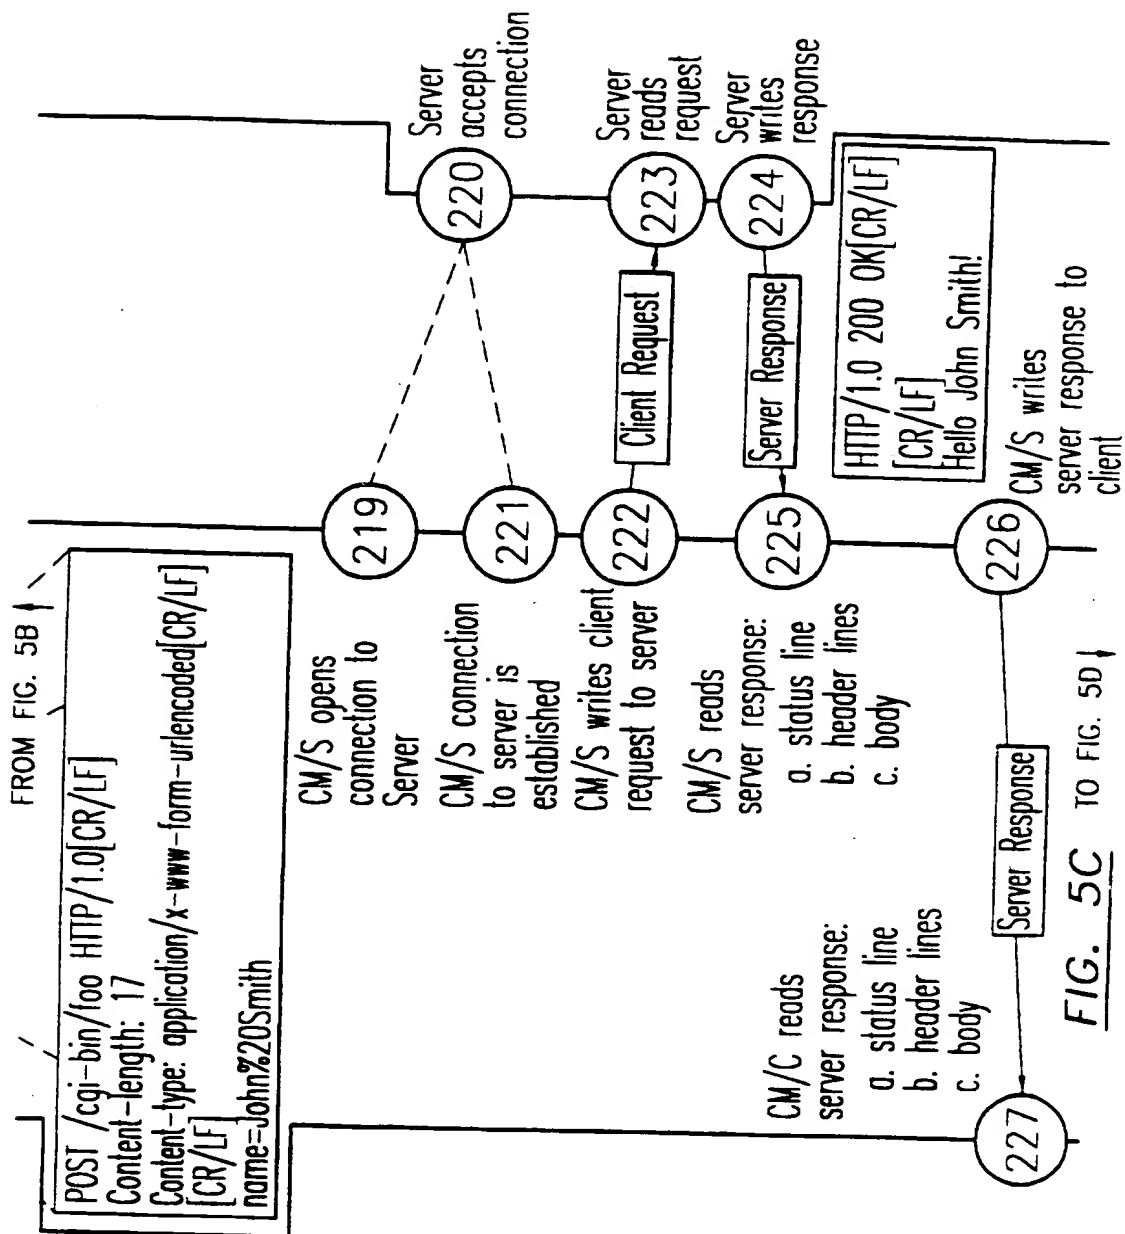 FROM FIG. 5B
POST /cgi-bin/foo HTTP/1.0[CR/LF]
Content-length: 17
Content-type: application/x-www-form-urlencoded[CR/LF]
[CR/LF]
name=John%20Smith
219
CM/S opens
connection to
Server
220
Server
accepts
connection
221
CM/S connection
to server is
established
222
CM/S writes client
request to server
Client Request
223
Server
reads
request
224
Server
writes
response
Server Response
225
CM/S reads
server response:
a. status line
b. header lines
c. body
HTTP/1.0 200 OK[CR/LF]
[CR/LF]
Hello John Smith!
226
CM/S writes
server response to
client
Server Response
227
CM/C reads
server response:
a. status line
b. header lines
c. body
FIG. 5C
TO FIG. 5D